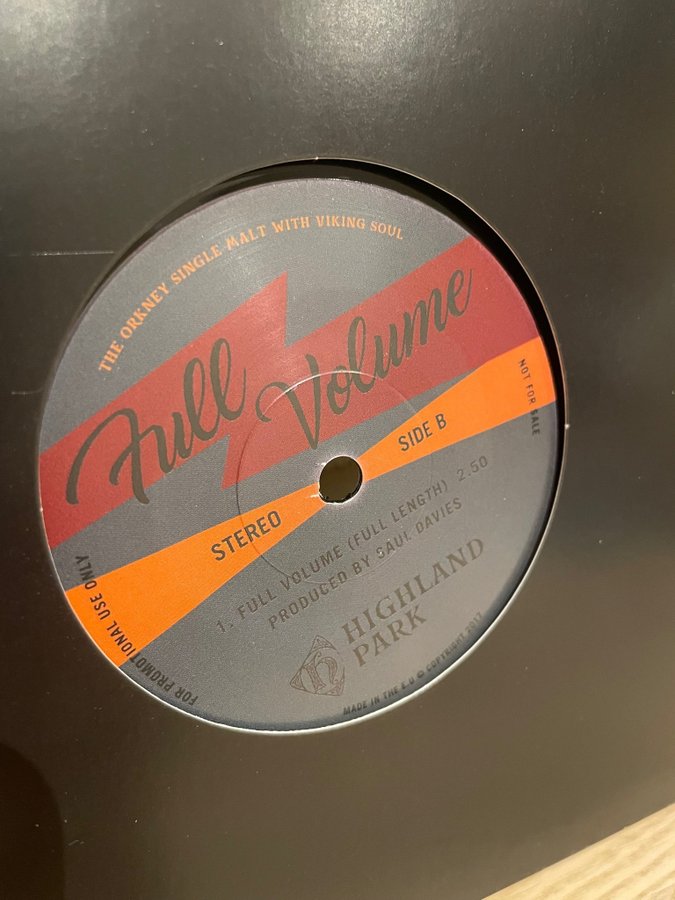 THE ORKNEY SINGLE MALT WITH VIKING SOUL
Full Volume
NOT FOR SALE
SIDE B
STEREO
1. FULL VOLUME (FULL LENGTH) 2.50
PRODUCED BY SAUL DAVIES
HIGHLAND
PARK
FOR PROMOTIONAL USE ONLY
MADE IN THE E.U © COPYRIGHT 2017